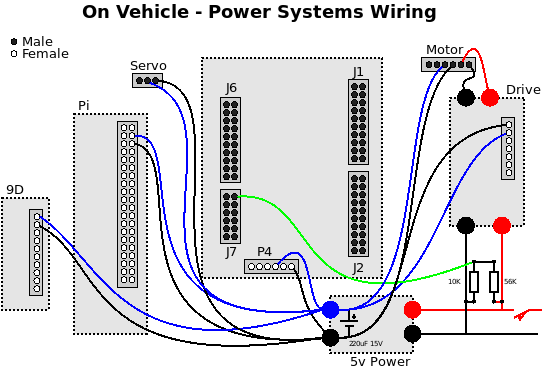 On Vehicle - Power Systems Wiring
Male
Female
Servo
Motor
J1
J6
Drive
Pi
9D
J7
P4
J2
10K
56K
220uF 15V
5v Power